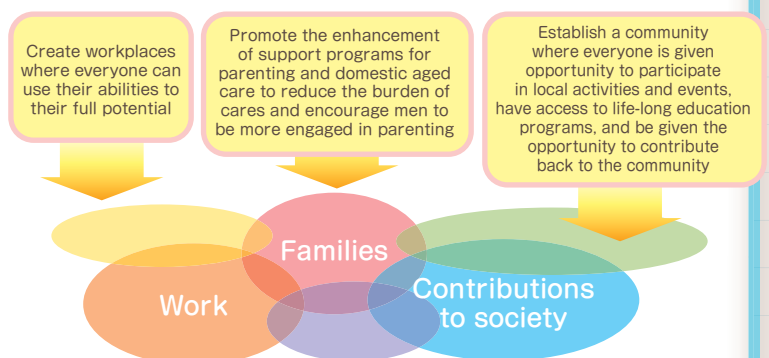 Create workplaces
where everyone can
use their abilities to
their full potential
Promote the enhancement
of support programs for
parenting and domestic aged
care to reduce the burden of
cares and encourage men to
be more engaged in parenting
Establish a community
where everyone is given
opportunity to participate
in local activities and events,
have access to life-long education
programs, and be given the
opportunity to contribute
back to the community
Families
Work
Contributions
to society